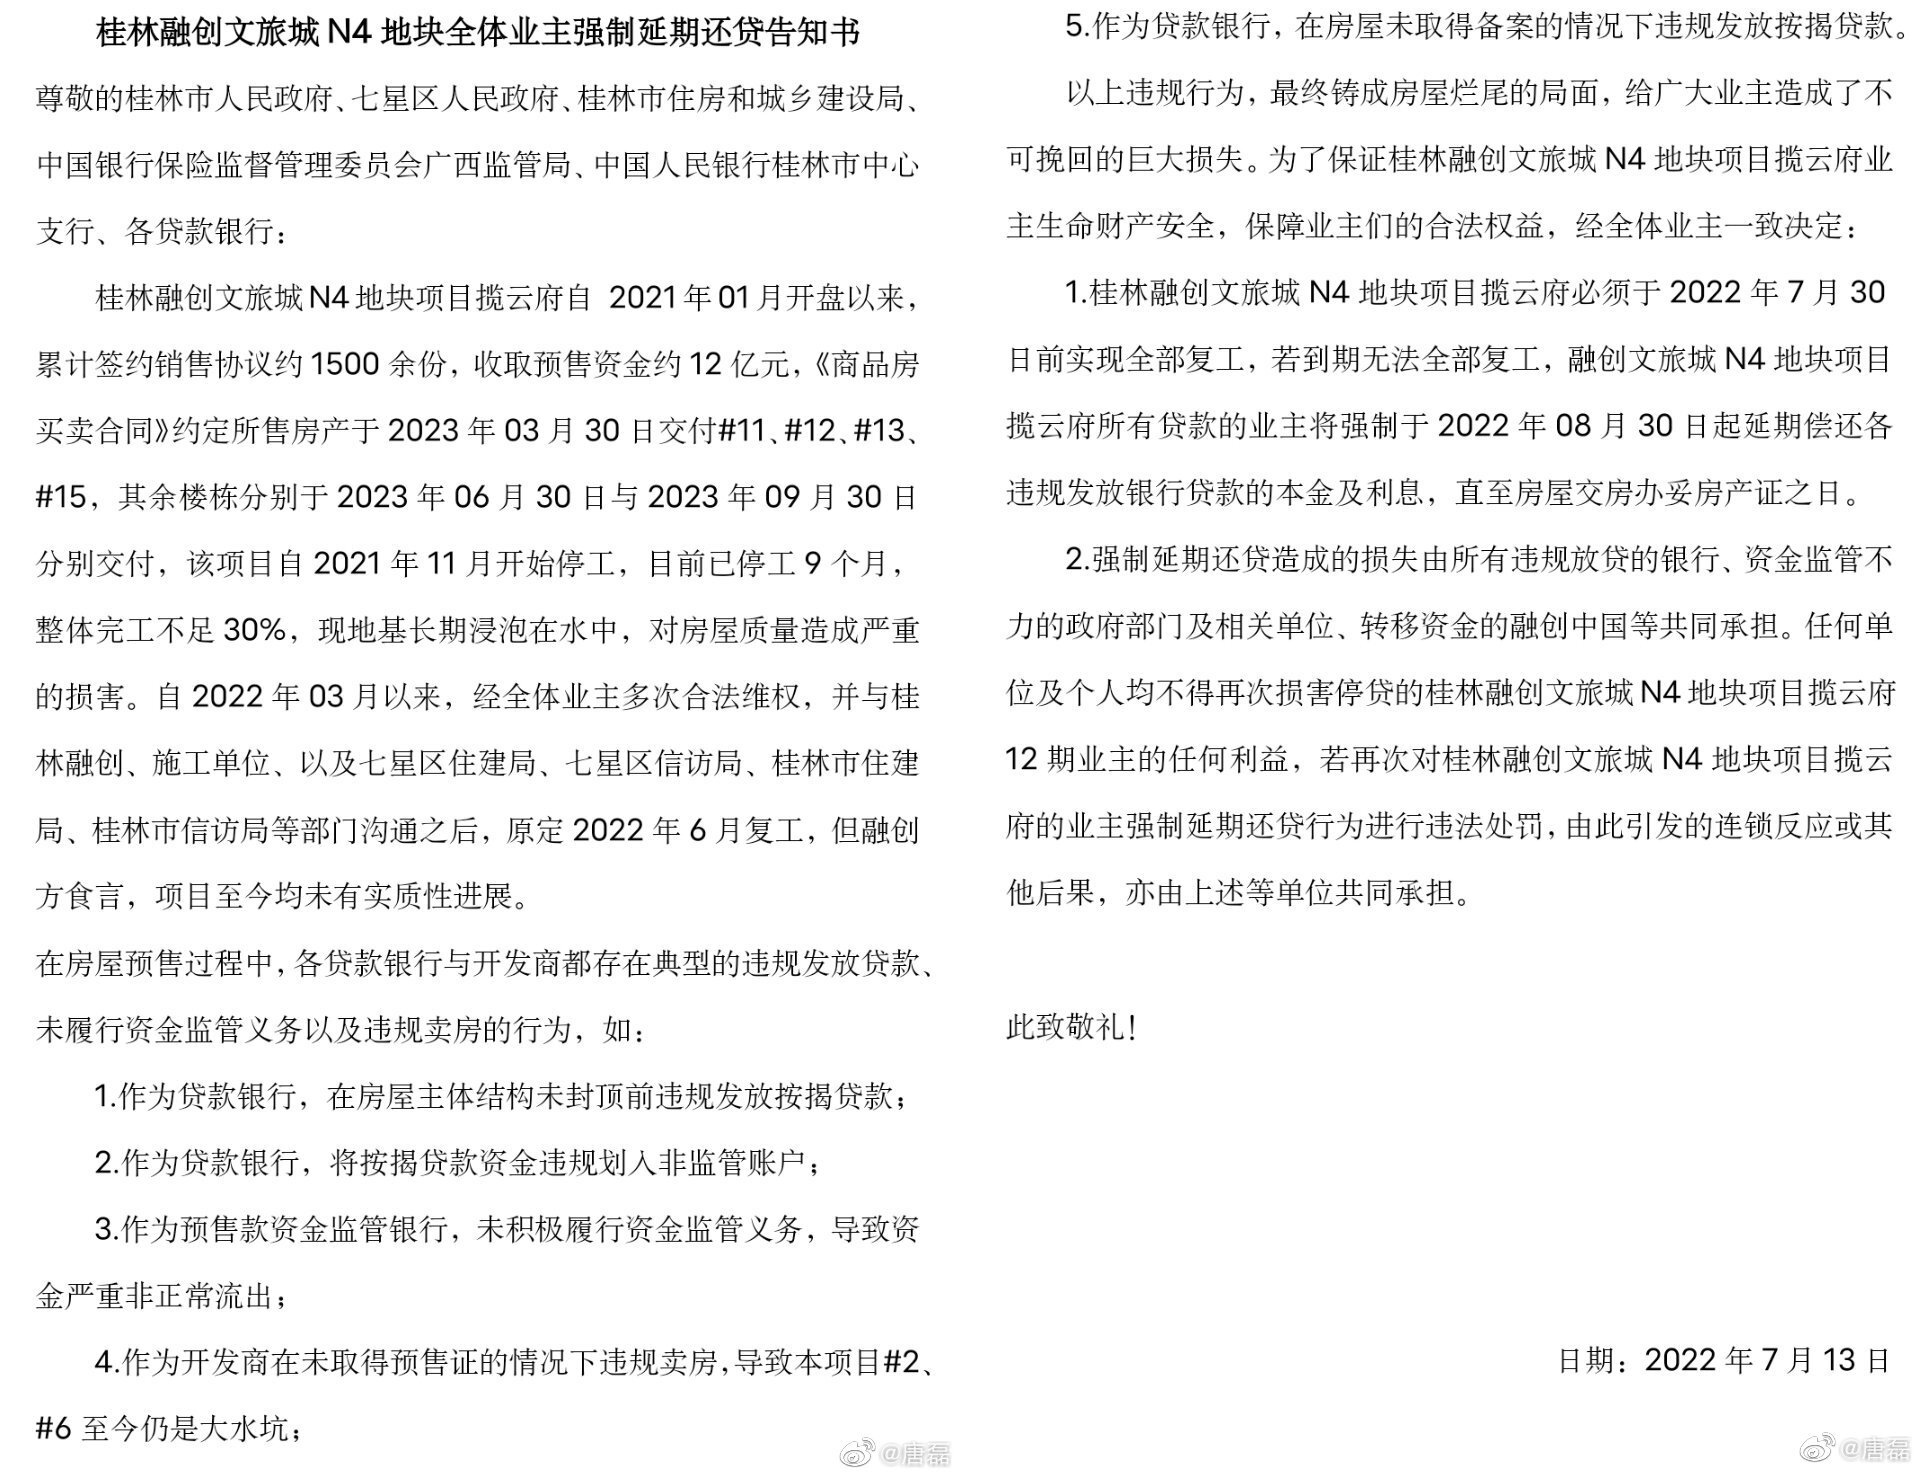 桂林融创文旅城 N4 地块全体业主强制延期还贷告知书
尊敬的桂林市人民政府、七星区人民政府、桂林市住房和城乡建设局、
中国银行保险监督管理委员会广西监管局、中国人民银行桂林市中心
支行、各贷款银行：
桂林融创文旅城 N4 地块项目揽云府自 2021 年 01 月开盘以来，
累计签约销售协议约 1500 余份，收取预售资金约 12 亿元，《商品房
买卖合同》约定所售房产于 2023 年 03 月 30 日交付#11、#12、#13、
#15，其余楼栋分别于 2023 年 06 月 30 日与 2023 年 09 月 30 日
分别交付，该项目自 2021 年 11 月开始停工，目前已停工 9 个月，
整体完工不足 30%，现地基长期浸泡在水中，对房屋质量造成严重
的损害。自 2022 年 03 月以来，经全体业主多次合法维权，并与桂
林融创、施工单位、以及七星区住建局、七星区信访局、桂林市住建
局、桂林市信访局等部门沟通之后，原定 2022 年 6 月复工，但融创
方食言，项目至今均未有实质性进展。
在房屋预售过程中，各贷款银行与开发商都存在典型的违规发放贷款、
未履行资金监管义务以及违规卖房的行为，如：
1.作为贷款银行，在房屋主体结构未封顶前违规发放按揭贷款；
2.作为贷款银行，将按揭贷款资金违规划入非监管账户；
3.作为预售款资金监管银行，未积极履行资金监管义务，导致资
金严重非正常流出；
4.作为开发商在未取得预售证的情况下违规卖房，导致本项目#2、
#6 至今仍是大水坑；
@唐磊
5.作为贷款银行，在房屋未取得备案的情况下违规发放按揭贷款。
以上违规行为，最终铸成房屋烂尾的局面，给广大业主造成了不
可挽回的巨大损失。为了保证桂林融创文旅城 N4 地块项目揽云府业
主生命财产安全，保障业主们的合法权益，经全体业主一致决定：
1.桂林融创文旅城 N4 地块项目揽云府必须于 2022 年 7 月 30
日前实现全部复工，若到期无法全部复工，融创文旅城 N4 地块项目
揽云府所有贷款的业主将强制于 2022 年 08 月 30 日起延期偿还各
违规发放银行贷款的本金及利息，直至房屋交房办妥房产证之日。
2.强制延期还贷造成的损失由所有违规放贷的银行、资金监管不
力的政府部门及相关单位、转移资金的融创中国等共同承担。任何单
位及个人均不得再次损害停贷的桂林融创文旅城 N4 地块项目揽云府
12 期业主的任何利益，若再次对桂林融创文旅城 N4 地块项目揽云
府的业主强制延期还贷行为进行违法处罚，由此引发的连锁反应或其
他后果，亦由上述等单位共同承担。
此致敬礼！
日期：2022 年 7 月 13 日
@唐磊